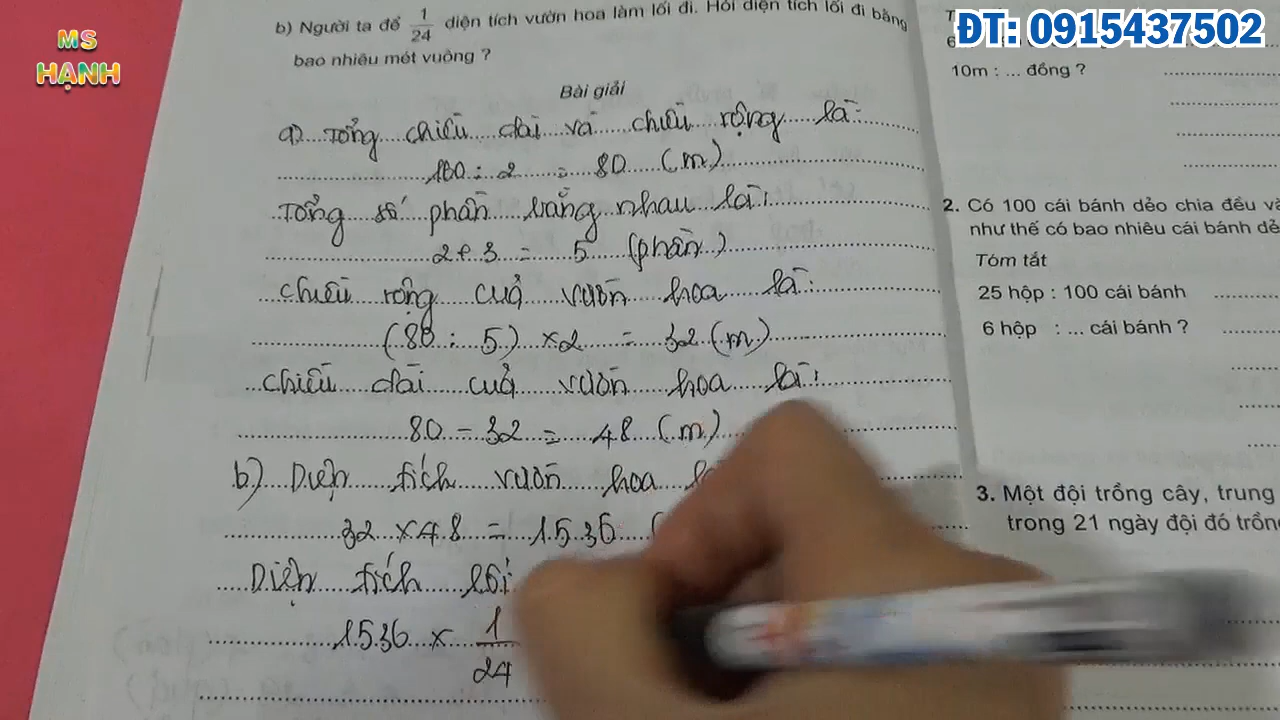 MS
HẠNH
ĐT: 0915437502
b) Người ta để 1/24 diện tích vườn hoa làm lối đi. Hỏi diện tích lối đi bằng
bao nhiêu mét vuông ?
Bài giải
a) Tổng chiều dài và chiều rộng là:
160 : 2 = 80 (m)
Tổng số phần bằng nhau là:
2 + 3 = 5 (phần)
chiều rộng của vườn hoa là:
(80 : 5) × 2 = 32 (m)
chiều dài của vườn hoa là:
80 - 32 = 48 (m)
b) Diện tích vườn hoa
32 × 48 = 1536 (
Diện tích lối
1536 × 1/24
10m : ... đồng ?
2. Có 100 cái bánh dẻo chia đều
như thế có bao nhiêu cái bánh
Tóm tắt
25 hộp : 100 cái bánh
6 hộp : ... cái bánh ?
3. Một đội trồng cây, trung
trong 21 ngày đội đó